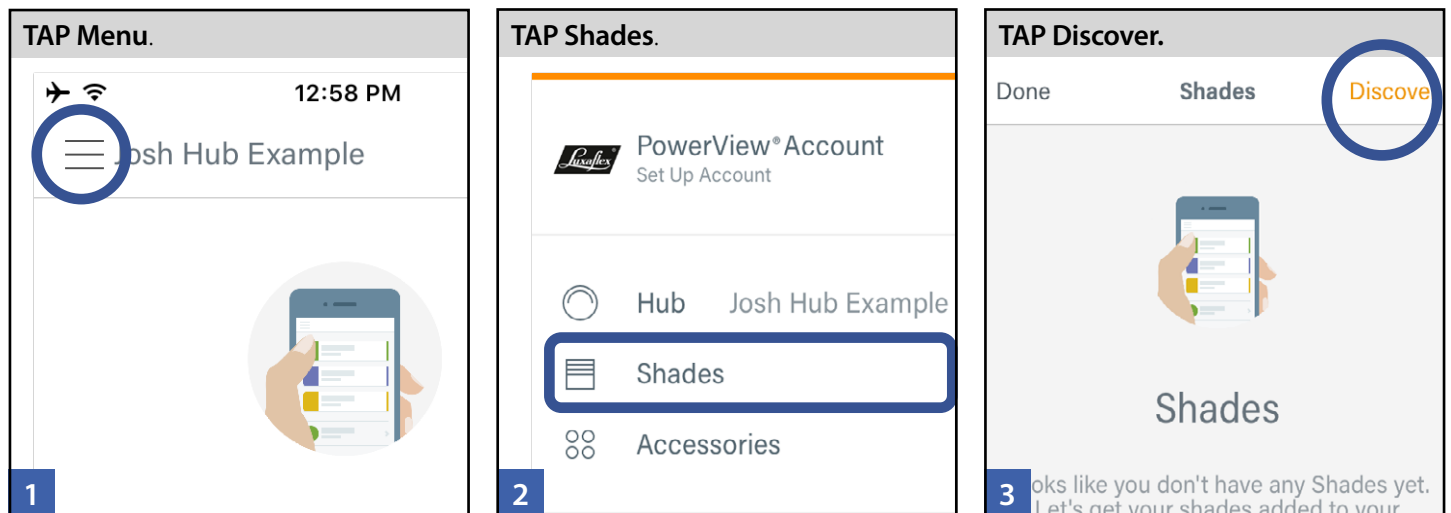 TAP Menu.
12:58 PM
Josh Hub Example
1
TAP Shades.
Luxaflex
PowerView® Account
Set Up Account
Hub Josh Hub Example
Shades
Accessories
2
TAP Discover.
Done Shades Discove
Shades
oks like you don't have any Shades yet.
Let's get your shades added to your
3